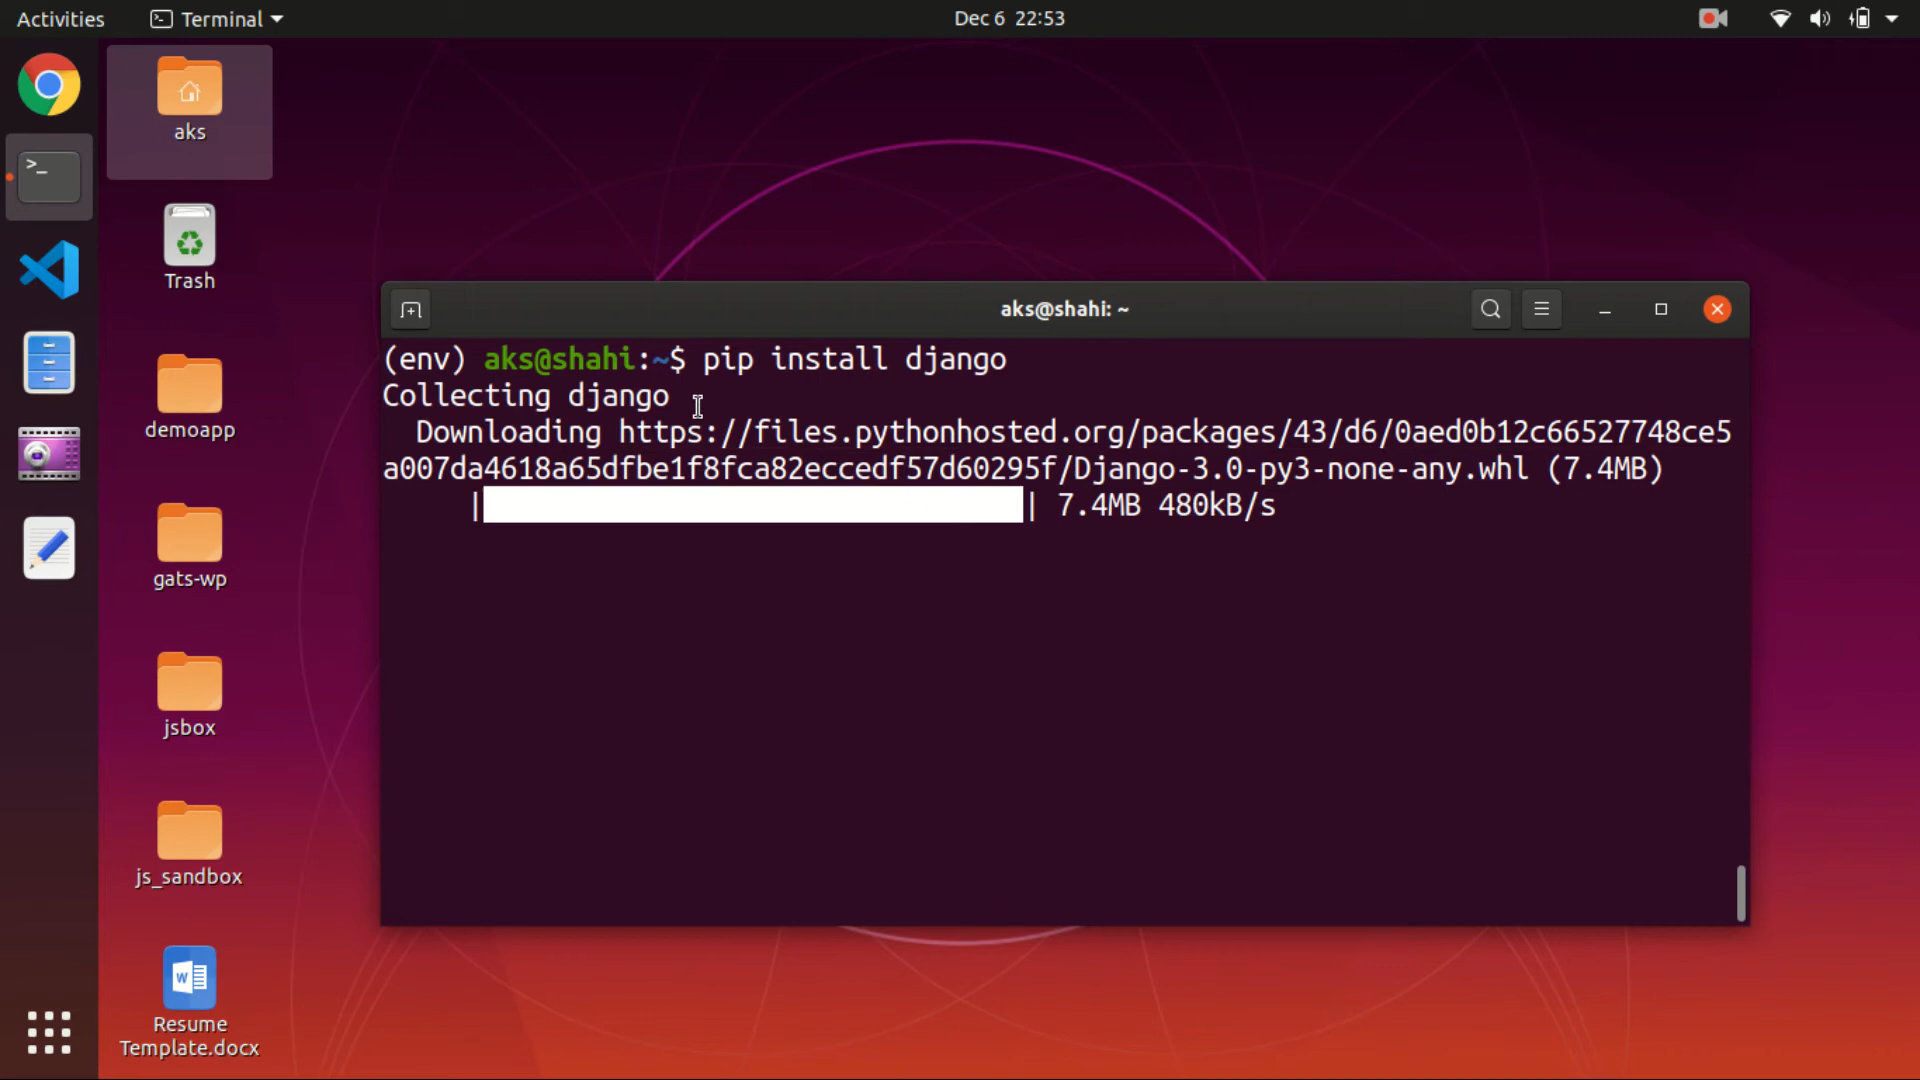 Activities
Terminal
Dec 6 22:53
aks
Trash
demoapp
gats-wp
jsbox
js_sandbox
Resume
Template.docx
aks@shahi: ~
(env) aks@shahi:~$ pip install django
Collecting django
Downloading https://files.pythonhosted.org/packages/43/d6/0aed0b12c66527748ce5
a007da4618a65dfbe1f8fca82eccedf57d60295f/Django-3.0-py3-none-any.whl (7.4MB)
| | 7.4MB 480kB/s